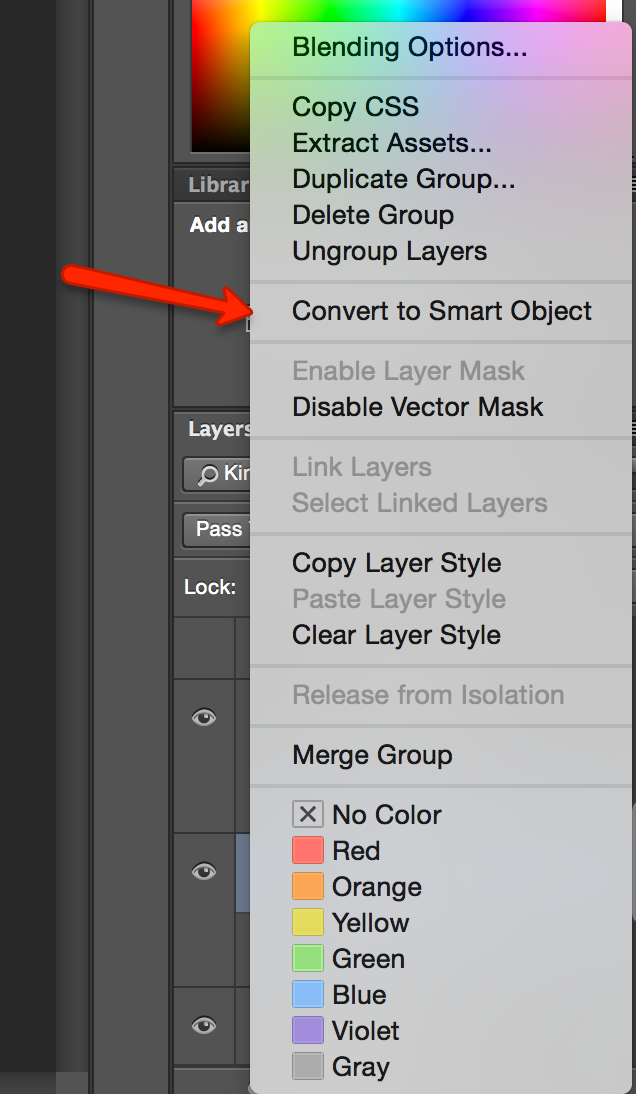 Blending Options...
Copy CSS
Extract Assets...
Duplicate Group...
Librar
Delete Group
Add a
Ungroup Layers
Convert to Smart Object
Enable Layer Mask
Disable Vector Mask
Layers
Link Layers
Kin
Select Linked Layers
Pass
Copy Layer Style
Lock:
Paste Layer Style
Clear Layer Style
Release from Isolation
Merge Group
No Color
Red
Orange
Yellow
Green
Blue
Violet
Gray